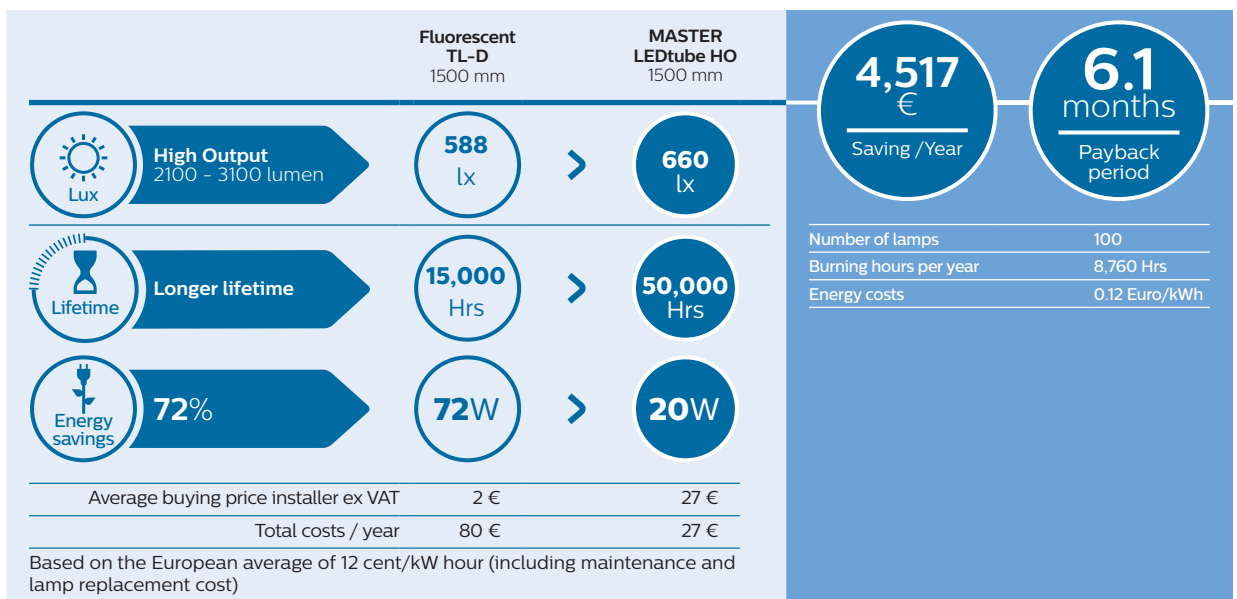 Fluorescent
TL-D
1500 mm
MASTER
LEDtube HO
1500 mm
Lux
High Output
2100 - 3100 lumen
588
lx
>
660
lx
Lifetime
Longer lifetime
15,000
Hrs
>
50,000
Hrs
Energy
savings
72%
72W
>
20W
Average buying price installer ex VAT 2 € 27 €
Total costs / year 80 € 27 €
Based on the European average of 12 cent/kW hour (including maintenance and
lamp replacement cost)
4,517
€
Saving /Year
6.1
months
Payback
period
Number of lamps 100
Burning hours per year 8,760 Hrs
Energy costs 0.12 Euro/kWh